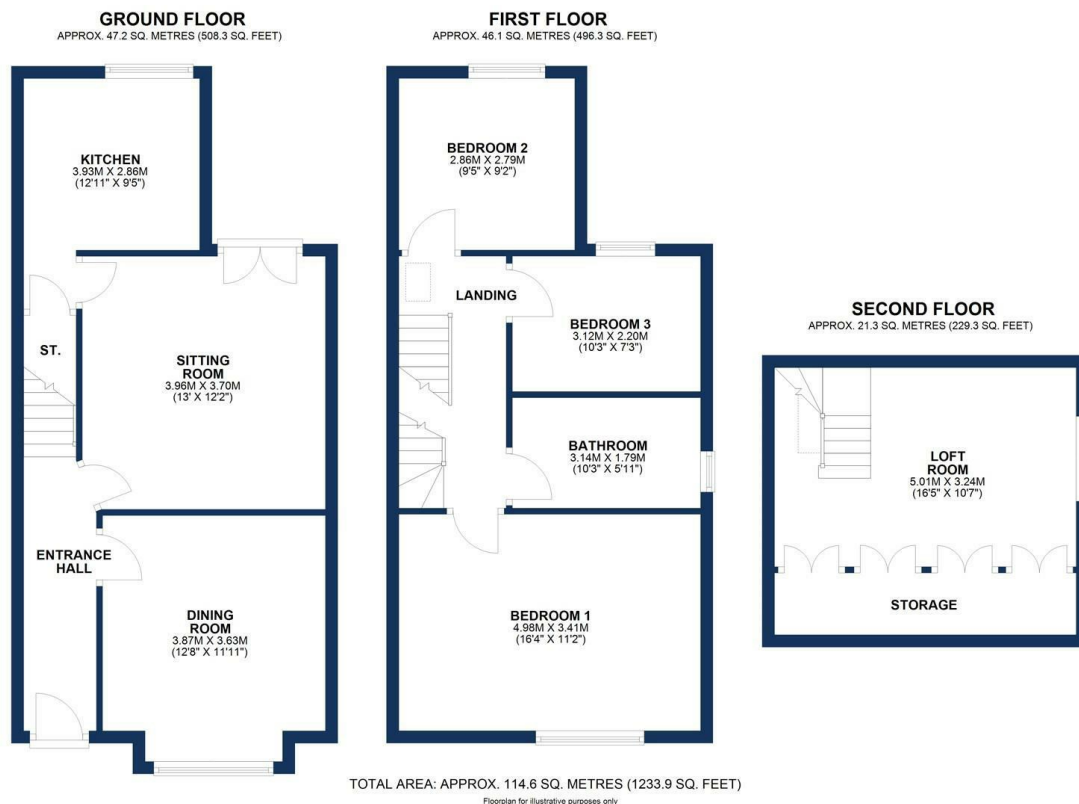 GROUND FLOOR
APPROX. 47.2 SQ. METRES (508.3 SQ. FEET)
KITCHEN
3.93M X 2.86M
(12'11" X 9'5")
ST.
SITTING
ROOM
3.96M X 3.70M
(13' X 12'2")
ENTRANCE
HALL
DINING
ROOM
3.87M X 3.63M
(12'8" X 11'11")
FIRST FLOOR
APPROX. 46.1 SQ. METRES (496.3 SQ. FEET)
BEDROOM 2
2.86M X 2.79M
(9'5" X 9'2")
LANDING
BEDROOM 3
3.12M X 2.20M
(10'3" X 7'3")
BATHROOM
3.14M X 1.79M
(10'3" X 5'11")
BEDROOM 1
4.98M X 3.41M
(16'4" X 11'2")
SECOND FLOOR
APPROX. 21.3 SQ. METRES (229.3 SQ. FEET)
LOFT
ROOM
5.01M X 3.24M
(16'5" X 10'7")
STORAGE
TOTAL AREA: APPROX. 114.6 SQ. METRES (1233.9 SQ. FEET)
Floorplan for illustrative purposes only